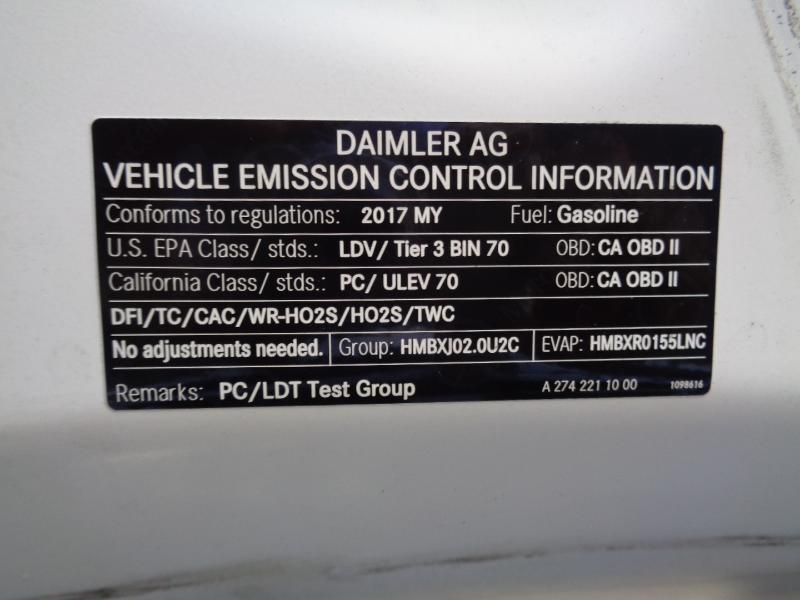 DAIMLER AG
VEHICLE EMISSION CONTROL INFORMATION
Conforms to regulations: 2017 MY Fuel: Gasoline
U.S. EPA Class/ stds.: LDV/ Tier 3 BIN 70 OBD: CA OBD II
California Class/ stds.: PC/ ULEV 70 OBD: CA OBD II
DFI/TC/CAC/WR-HO2S/HO2S/TWC
No adjustments needed. Group: HMBXJ02.0U2C EVAP: HMBXR0155LNC
Remarks: PC/LDT Test Group A 274 221 10 00 1098616